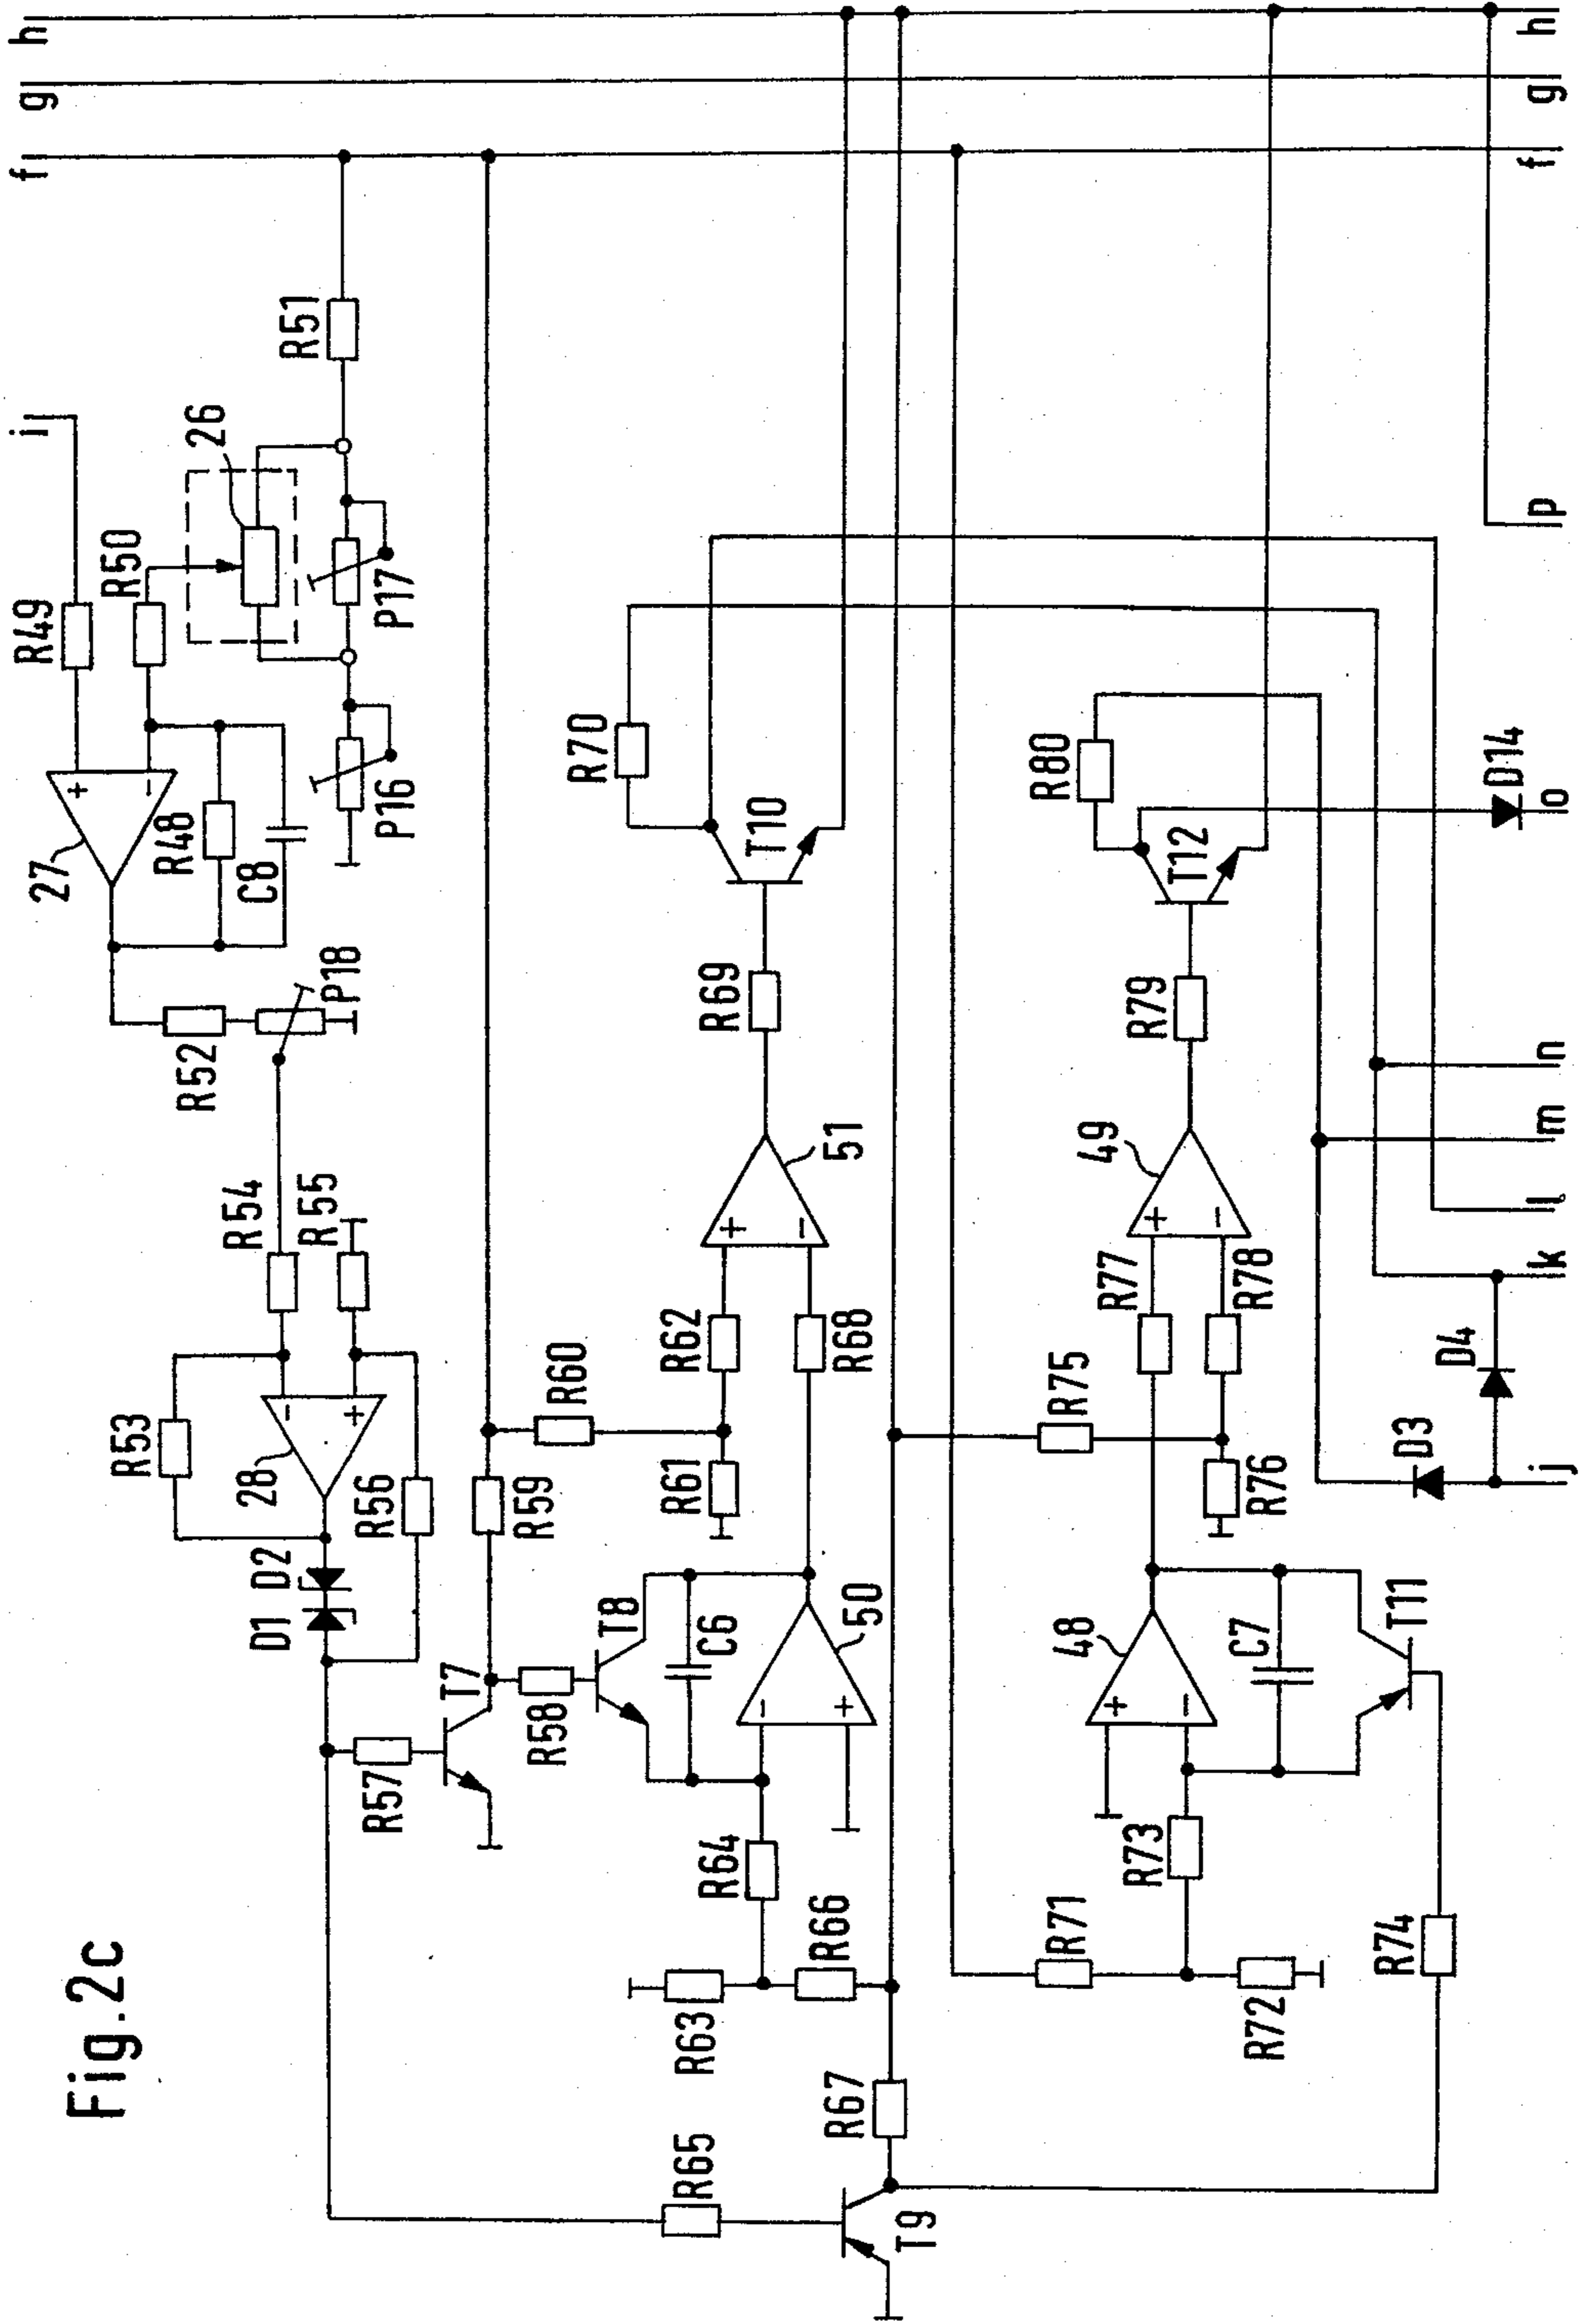 Fig.2c
h
g
f
i
h
g
f
R49
R50
26
R51
27
R48
C8
P17
P16
R52
P18
R54
R55
R53
28
R56
D1
D2
R57
T7
R59
R58
T8
C6
50
R60
R61
R62
R68
51
R69
T10
R70
R64
R63
R66
R67
R65
T9
R71
R72
R73
R74
48
C7
T11
R75
R76
R77
R78
49
R79
T12
R80
D14
D3
D4
j
k
l
m
n
o
p